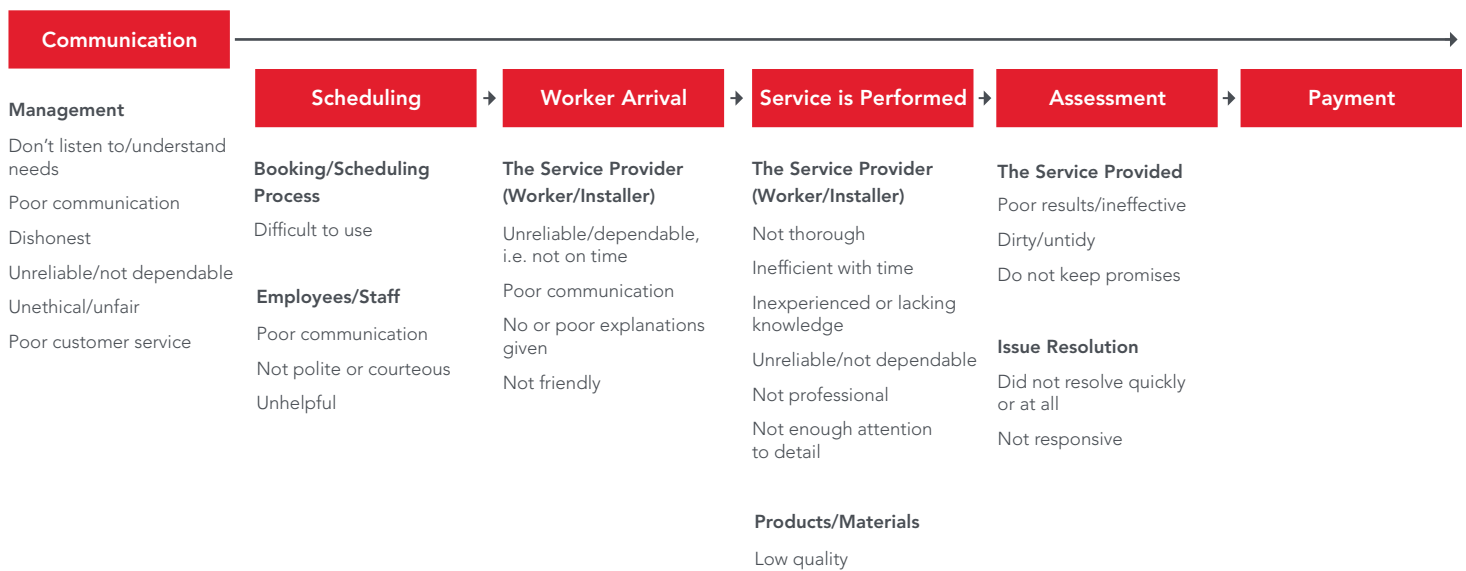 Communication
Management
Don’t listen to/understand
needs
Poor communication
Dishonest
Unreliable/not dependable
Unethical/unfair
Poor customer service
Scheduling
Booking/Scheduling
Process
Difficult to use
Employees/Staff
Poor communication
Not polite or courteous
Unhelpful
Worker Arrival
The Service Provider
(Worker/Installer)
Unreliable/dependable,
i.e. not on time
Poor communication
No or poor explanations
given
Not friendly
Service is Performed
The Service Provider
(Worker/Installer)
Not thorough
Inefficient with time
Inexperienced or lacking
knowledge
Unreliable/not dependable
Not professional
Not enough attention
to detail
Products/Materials
Low quality
Assessment
The Service Provided
Poor results/ineffective
Dirty/untidy
Do not keep promises
Issue Resolution
Did not resolve quickly
or at all
Not responsive
Payment